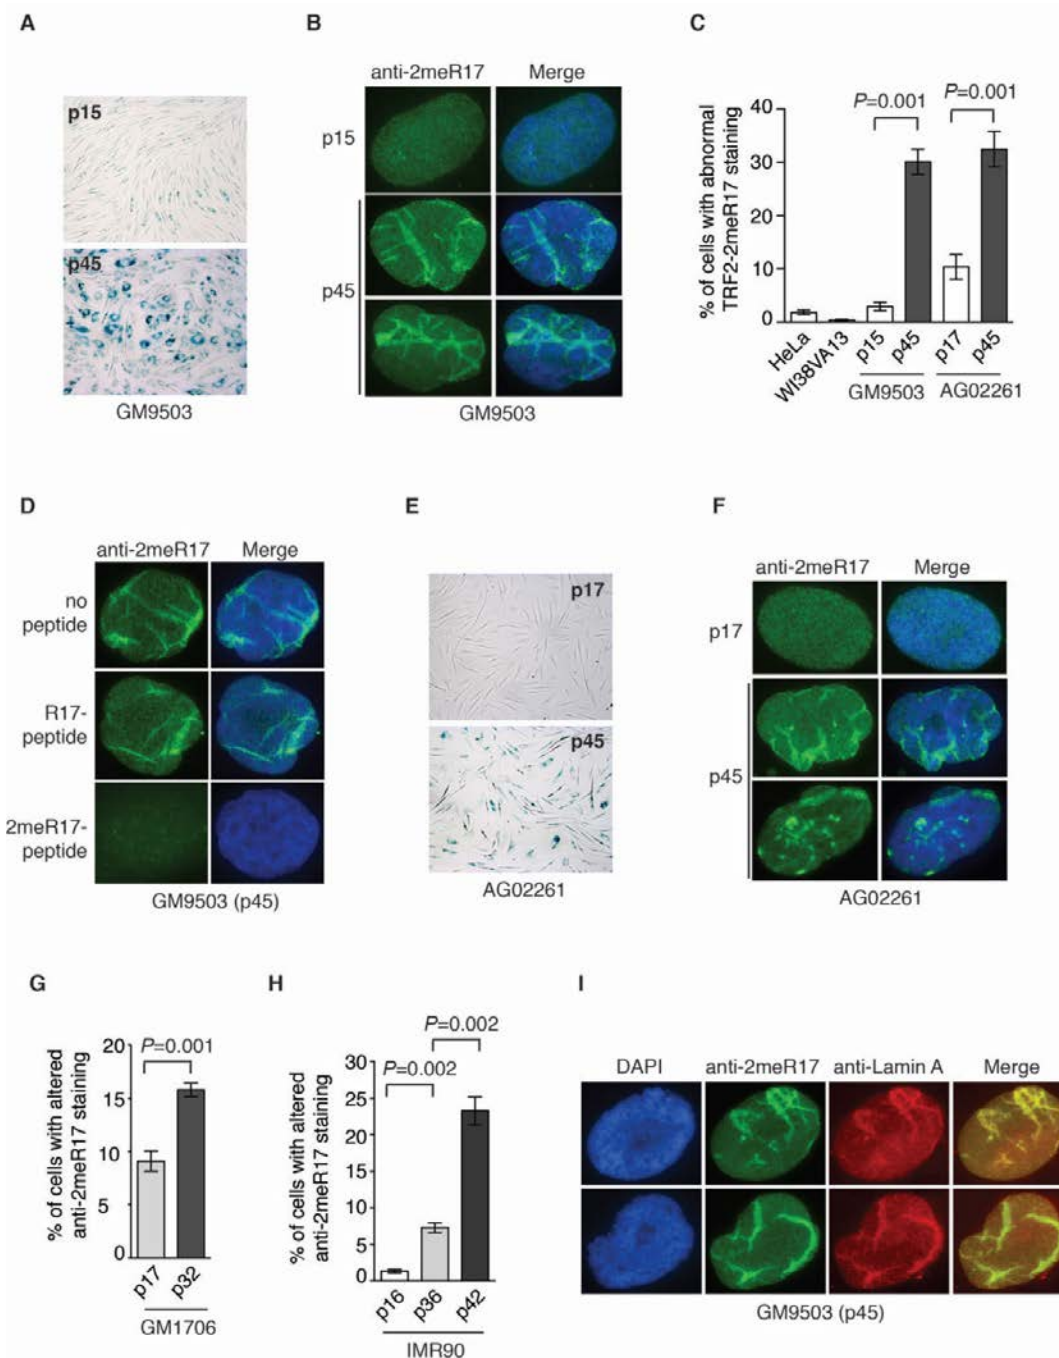 A
p15
p45
GM9503
B
anti-2meR17 Merge
p15
p45
GM9503
C
% of cells with abnormal
TRF2-2meR17 staining
P=0.001 P=0.001
40
30
20
10
0
HeLa
WI38VA13
p15
p45
p17
p45
GM9503 AG02261
D
anti-2meR17 Merge
no
peptide
R17-
peptide
2meR17-
peptide
GM9503 (p45)
E
p17
p45
AG02261
F
anti-2meR17 Merge
p17
p45
AG02261
G
% of cells with altered
anti-2meR17 staining
P=0.001
20
15
10
5
0
p17
p32
GM1706
H
% of cells with altered
anti-2meR17 staining
P=0.002
P=0.002
30
25
20
15
10
5
0
p16
p36
p42
IMR90
I
DAPI anti-2meR17 anti-Lamin A Merge
GM9503 (p45)